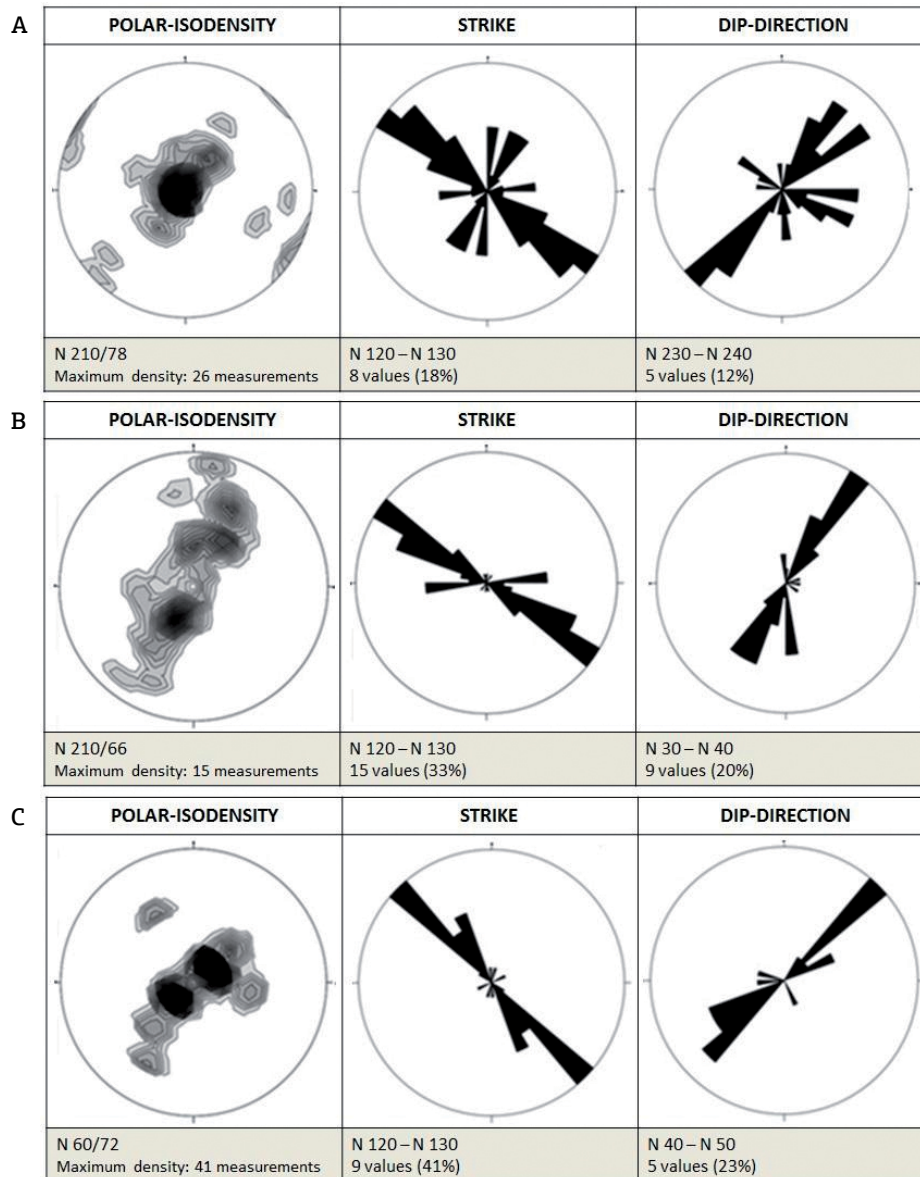 A
POLAR-ISODENSITY STRIKE DIP-DIRECTION
N 210/78 N 120 – N 130 N 230 – N 240
Maximum density: 26 measurements 8 values (18%) 5 values (12%)
B
POLAR-ISODENSITY STRIKE DIP-DIRECTION
N 210/66 N 120 – N 130 N 30 – N 40
Maximum density: 15 measurements 15 values (33%) 9 values (20%)
C
POLAR-ISODENSITY STRIKE DIP-DIRECTION
N 60/72 N 120 – N 130 N 40 – N 50
Maximum density: 41 measurements 9 values (41%) 5 values (23%)